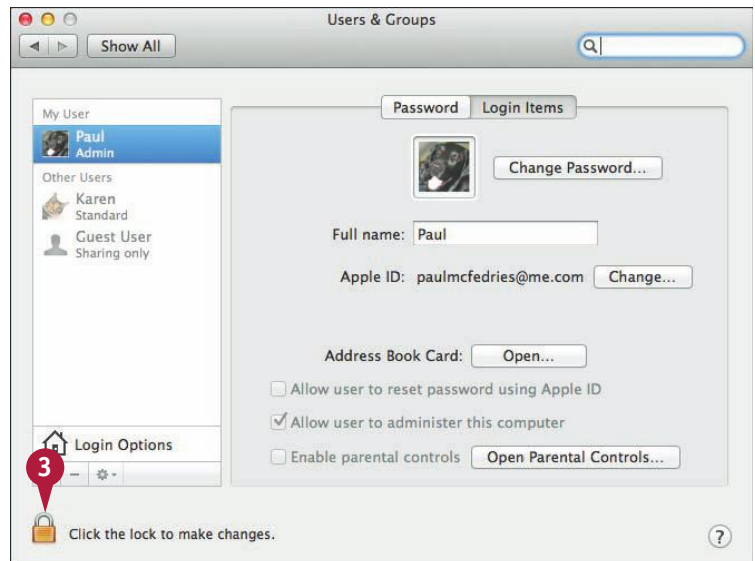 Users & Groups
Show All
My User
Paul
Admin
Other Users
Karen
Standard
Guest User
Sharing only
Login Options
Password
Login Items
Change Password...
Full name: Paul
Apple ID: paulmcfedries@me.com Change...
Address Book Card: Open...
Allow user to reset password using Apple ID
Allow user to administer this computer
Enable parental controls Open Parental Controls...
3
Click the lock to make changes.
?